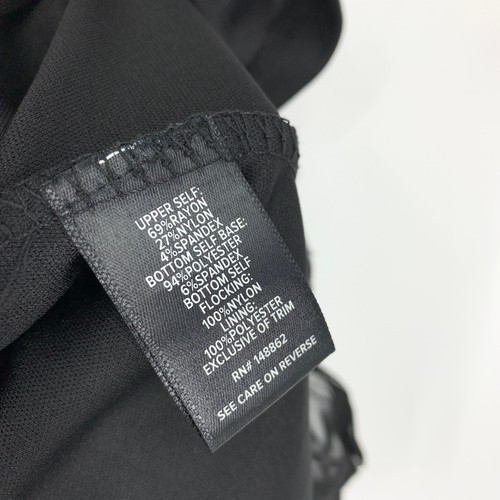 UPPER SELF:
69%RAYON
27%NYLON
4%SPANDEX
BOTTOM SELF BASE:
94%POLYESTER
6%SPANDEX
BOTTOM SELF
FLOCKING:
100%NYLON
LINING:
100%POLYESTER
EXCLUSIVE OF TRIM
RN# 148862
SEE CARE ON REVERSE